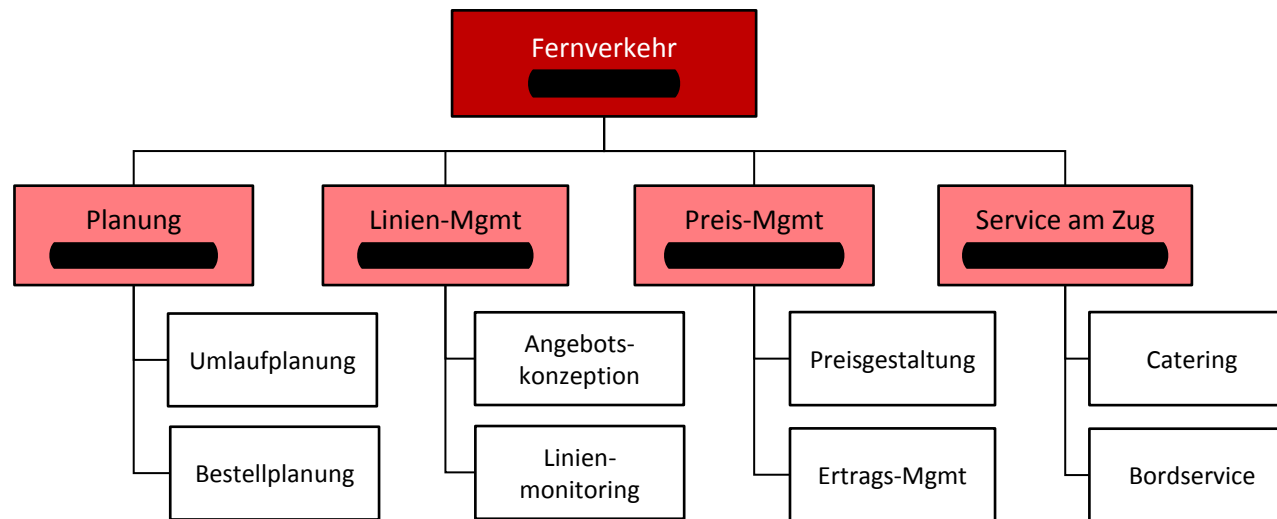 Fernverkehr
Planung
Linien-Mgmt
Preis-Mgmt
Service am Zug
Umlaufplanung
Bestellplanung
Angebots-
konzeption
Linien-
monitoring
Preisgestaltung
Ertrags-Mgmt
Catering
Bordservice